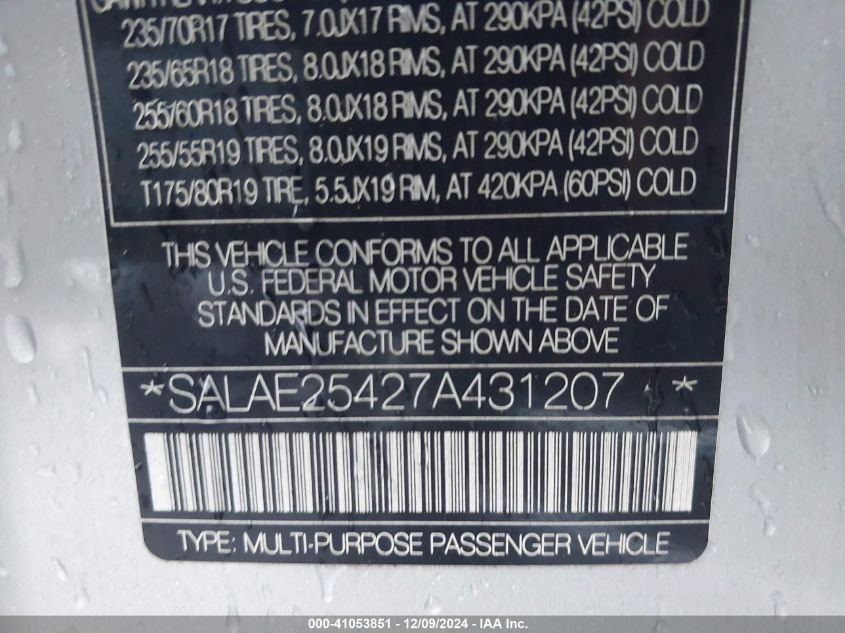 235/70R17 TIRES, 7.0JX17 RIMS, AT 290KPA (42PSI) COLD
235/65R18 TIRES, 8.0JX18 RIMS, AT 290KPA (42PSI) COLD
255/60R18 TIRES, 8.0JX18 RIMS, AT 290KPA (42PSI) COLD
255/55R19 TIRES, 8.0JX19 RIMS, AT 290KPA (42PSI) COLD
T175/80R19 TIRE, 5.5JX19 RIM, AT 420KPA (60PSI) COLD
THIS VEHICLE CONFORMS TO ALL APPLICABLE
U.S. FEDERAL MOTOR VEHICLE SAFETY
STANDARDS IN EFFECT ON THE DATE OF
MANUFACTURE SHOWN ABOVE
*SALAE25427A431207 *
TYPE: MULTI-PURPOSE PASSENGER VEHICLE
000-41053851 / 12/09/2024 - IAA Inc.